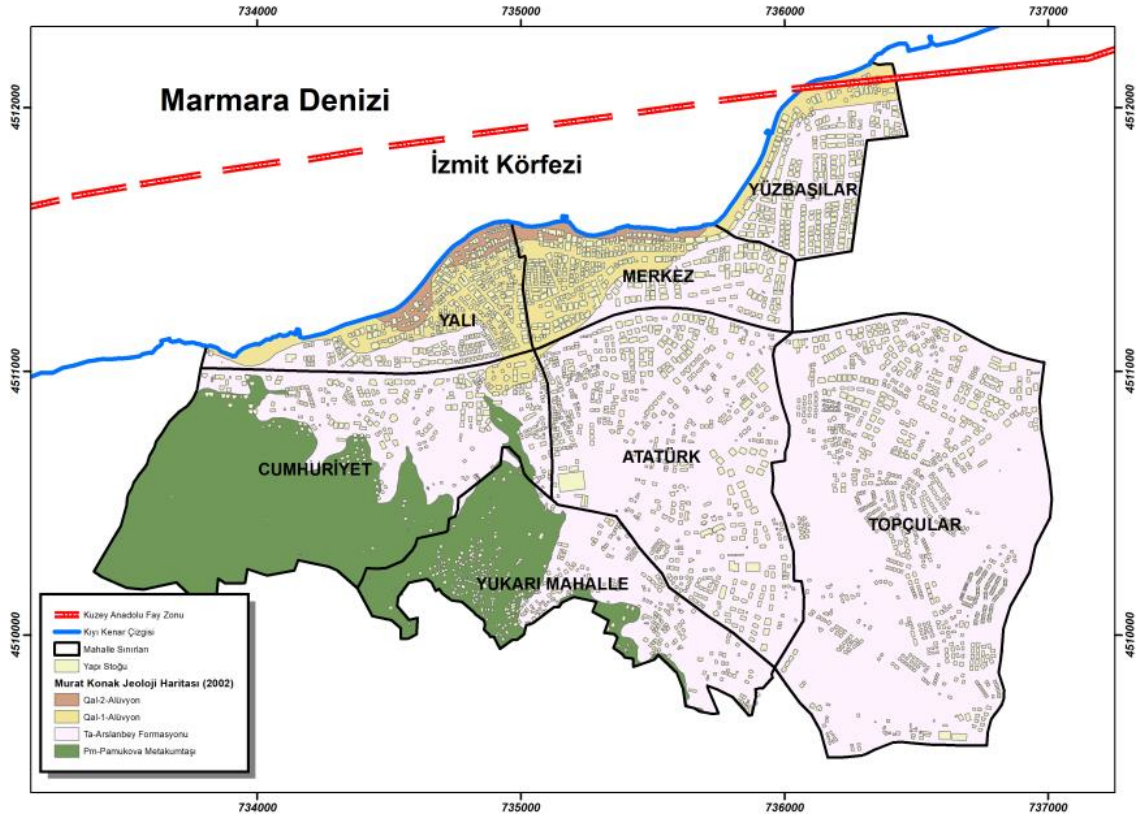 734000 735000 736000 737000
4512000 4512000
Marmara Denizi
İzmit Körfezi
YÜZBAŞILAR
MERKEZ
YALI
4511000 4511000
CUMHURİYET
ATATÜRK
TOPÇULAR
YUKARI MAHALLE
4510000 4510000
Kuzey Anadolu Fay Zonu
Kıyı Kenar Çizgisi
Mahalle Sınırları
Yapı Stoğu
Murat Konak Jeoloji Haritası (2002)
Qal-2-Alüvyon
Qal-1-Alüvyon
Ta-Arslanbey Formasyonu
Pm-Pamukova Metakumtaşı
734000 735000 736000 737000